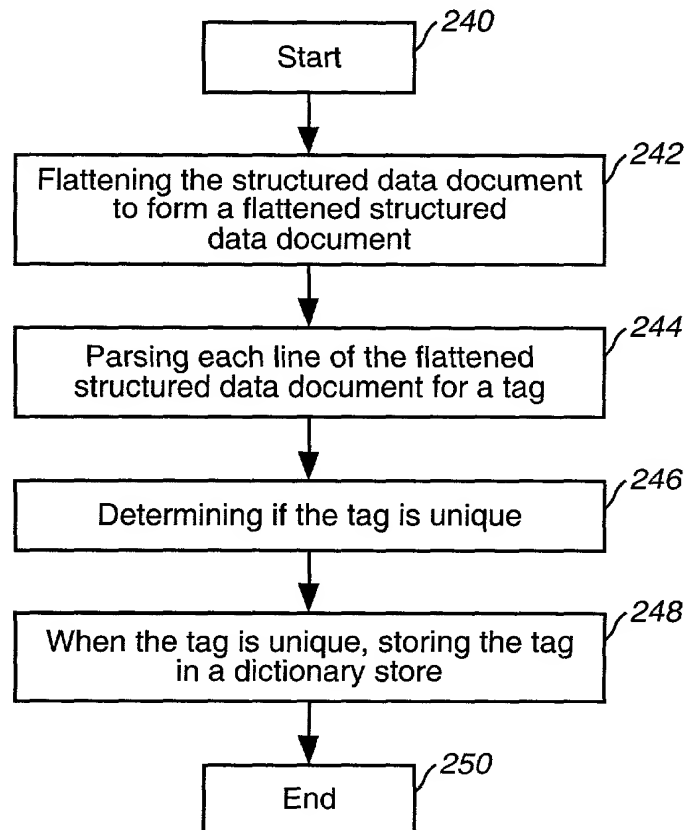 240
Start
242
Flattening the structured data document
to form a flattened structured
data document
244
Parsing each line of the flattened
structured data document for a tag
246
Determining if the tag is unique
248
When the tag is unique, storing the tag
in a dictionary store
250
End